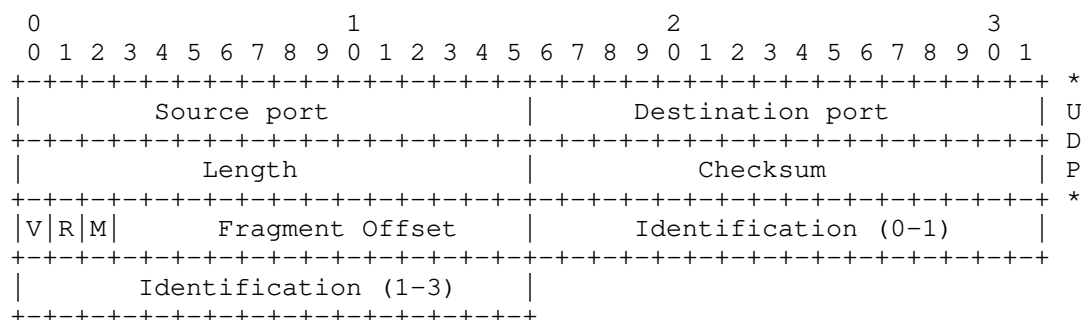 0                   1                   2                   3
 0 1 2 3 4 5 6 7 8 9 0 1 2 3 4 5 6 7 8 9 0 1 2 3 4 5 6 7 8 9 0 1
+-+-+-+-+-+-+-+-+-+-+-+-+-+-+-+-+-+-+-+-+-+-+-+-+-+-+-+-+-+-+-+-+ *
|        Source port            |      Destination port         | U
+-+-+-+-+-+-+-+-+-+-+-+-+-+-+-+-+-+-+-+-+-+-+-+-+-+-+-+-+-+-+-+-+ D
|           Length              |          Checksum             | P
+-+-+-+-+-+-+-+-+-+-+-+-+-+-+-+-+-+-+-+-+-+-+-+-+-+-+-+-+-+-+-+-+ *
|V|R|M|      Fragment Offset    |      Identification (0-1)     |
+-+-+-+-+-+-+-+-+-+-+-+-+-+-+-+-+-+-+-+-+-+-+-+-+-+-+-+-+-+-+-+-+
|       Identification (1-3)    |
+-+-+-+-+-+-+-+-+-+-+-+-+-+-+-+-+